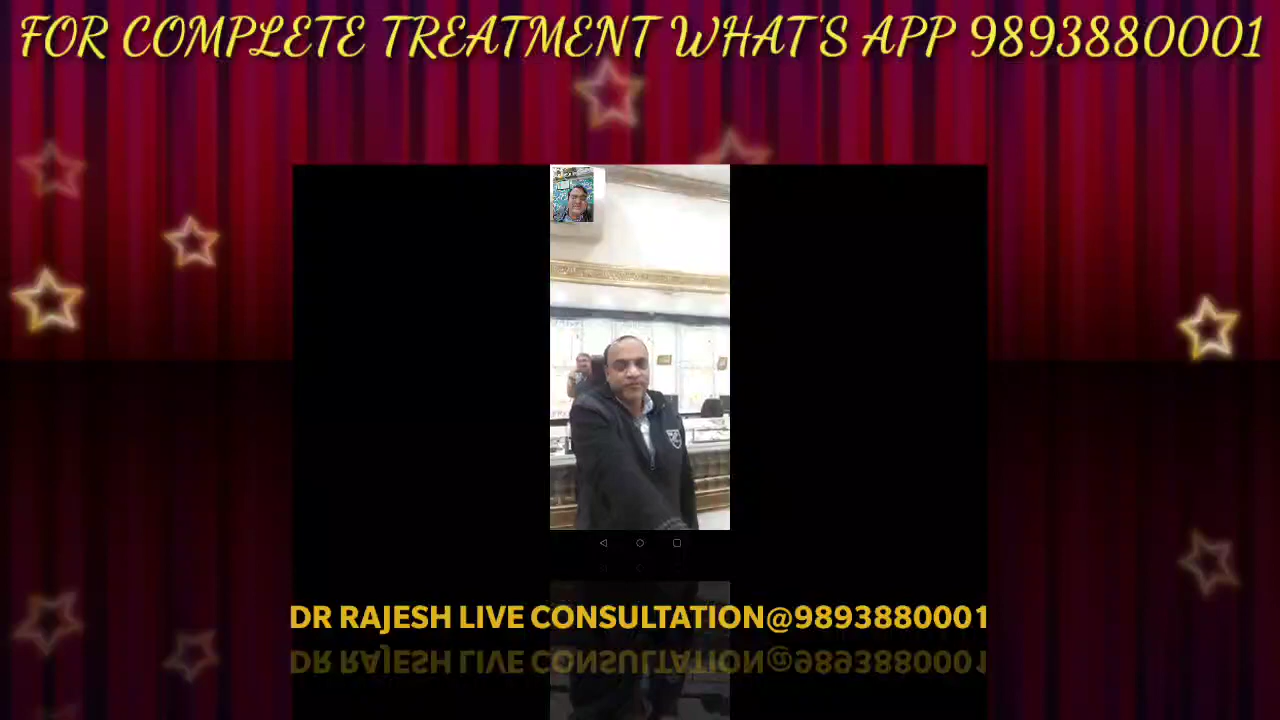 FOR COMPLETE TREATMENT WHAT'S APP 9893880001
DR RAJESH LIVE CONSULTATION@9893880001